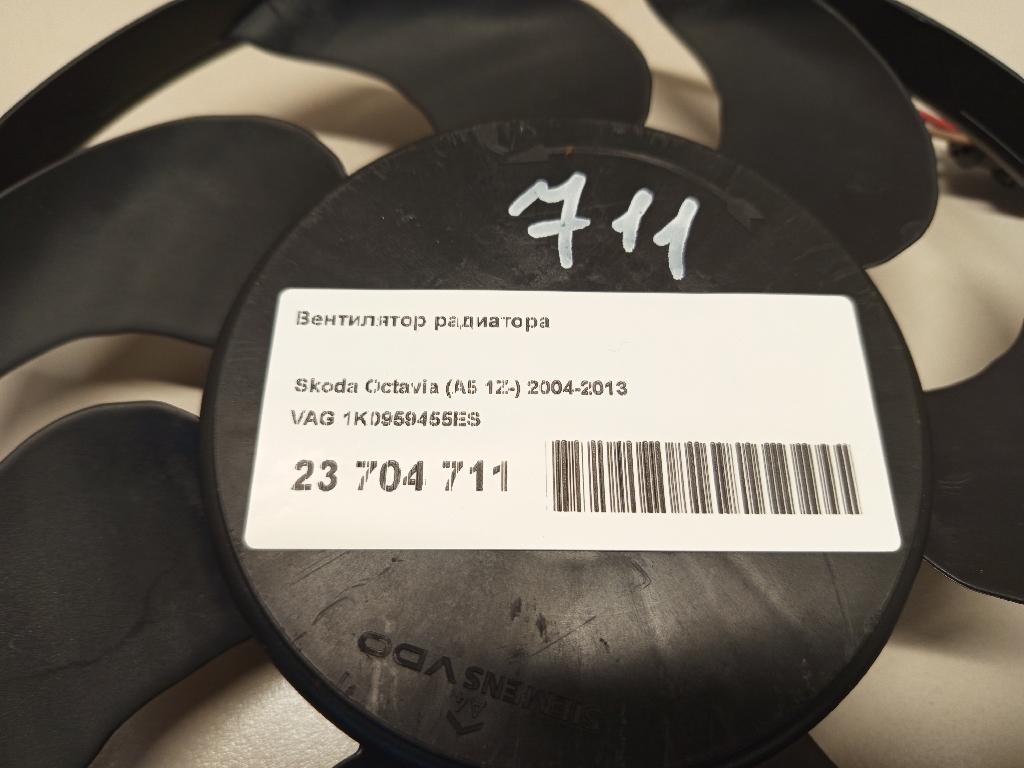 711
Вентилятор радиатора
Skoda Octavia (A5 1Z-) 2004-2013
VAG 1K0959455ES
23 704 711
SIEMENS VDO